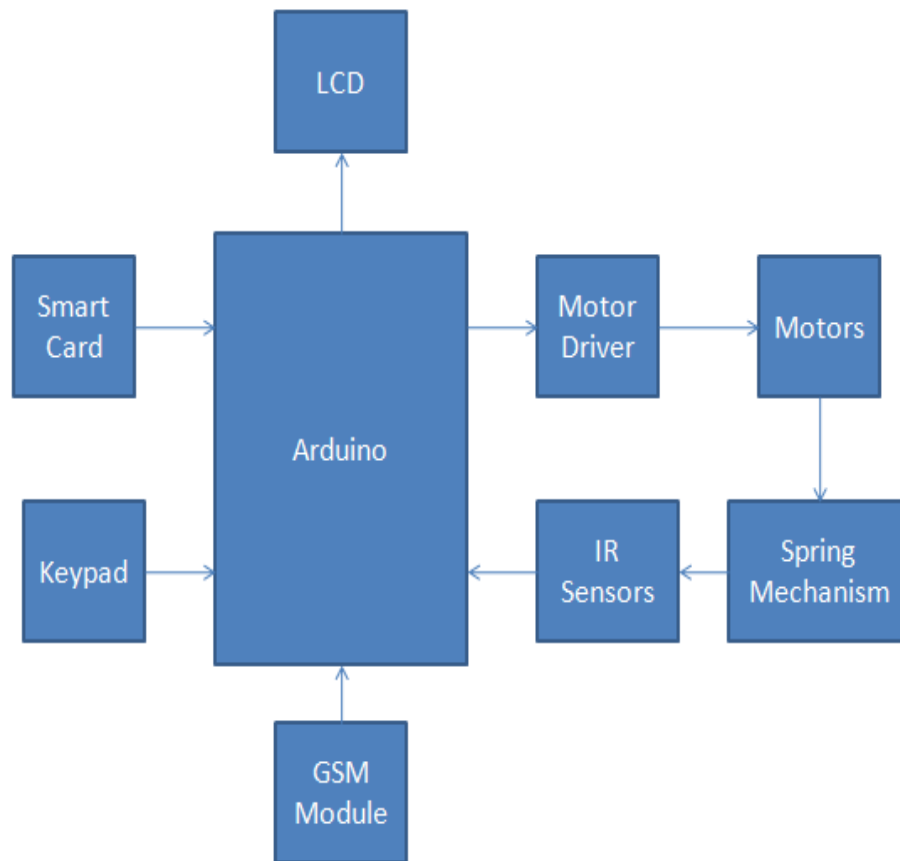 LCD
Smart
Card
Motor
Driver
Motors
Arduino
Keypad
IR
Sensors
Spring
Mechanism
GSM
Module